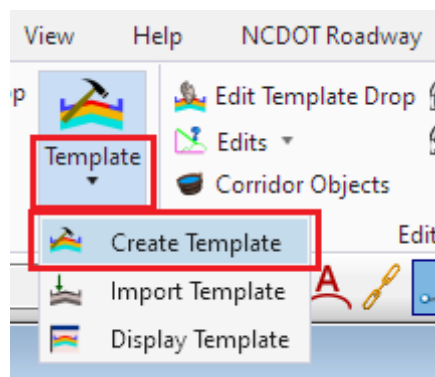 View Help NCDOT Roadway
p
Edit Template Drop
Template
Edits
Corridor Objects
Create Template
Edit
Import Template
Display Template